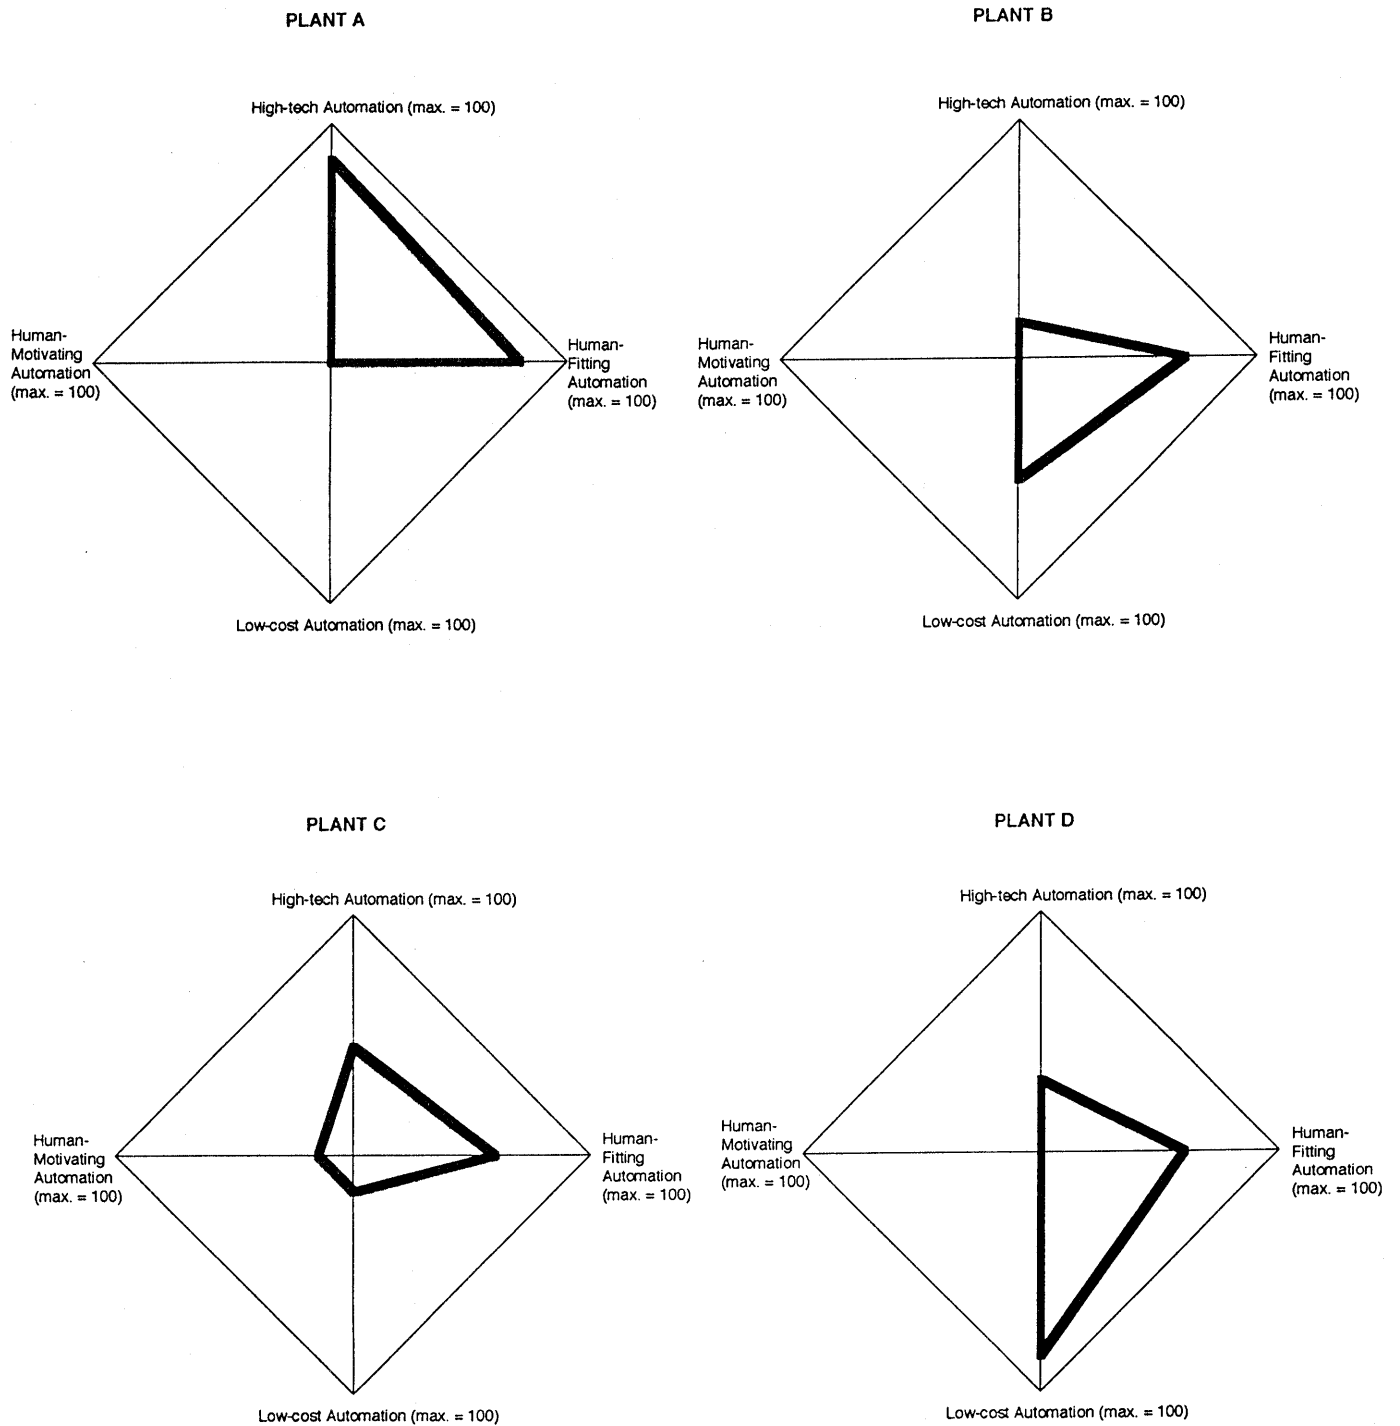 PLANT A
High-tech Automation (max. = 100)
Human-
Motivating
Automation
(max. = 100)
Human-
Fitting
Automation
(max. = 100)
Low-cost Automation (max. = 100)
PLANT B
High-tech Automation (max. = 100)
Human-
Motivating
Automation
(max. = 100)
Human-
Fitting
Automation
(max. = 100)
Low-cost Automation (max. = 100)
PLANT C
High-tech Automation (max. = 100)
Human-
Motivating
Automation
(max. = 100)
Human-
Fitting
Automation
(max. = 100)
Low-cost Automation (max. = 100)
PLANT D
High-tech Automation (max. = 100)
Human-
Motivating
Automation
(max. = 100)
Human-
Fitting
Automation
(max. = 100)
Low-cost Automation (max. = 100)